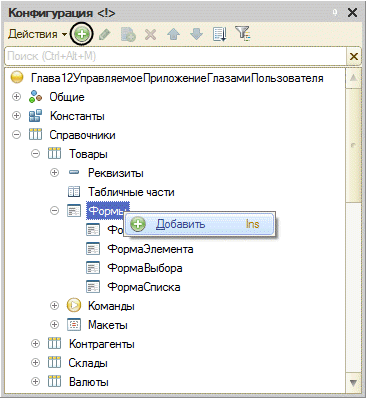 Конфигурация <!>
Действия
Поиск (Ctrl+Alt+M)
Глава12УправляемоеПриложениеГлазамиПользователя
Общие
Константы
Справочники
Товары
Реквизиты
Табличные части
Формы
Добавить Ins
ФормаЭлемента
ФормаВыбора
ФормаСписка
Команды
Макеты
Контрагенты
Склады
Валюты